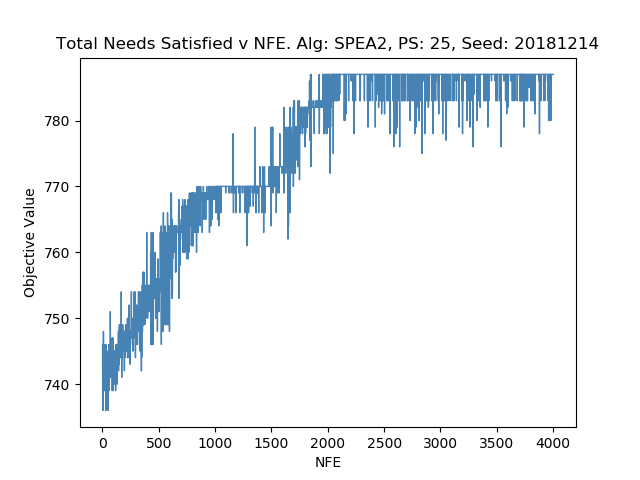 Total Needs Satisfied v NFE. Alg: SPEA2, PS: 25, Seed: 20181214
Objective Value
780
770
760
750
740
0 500 1000 1500 2000 2500 3000 3500 4000
NFE